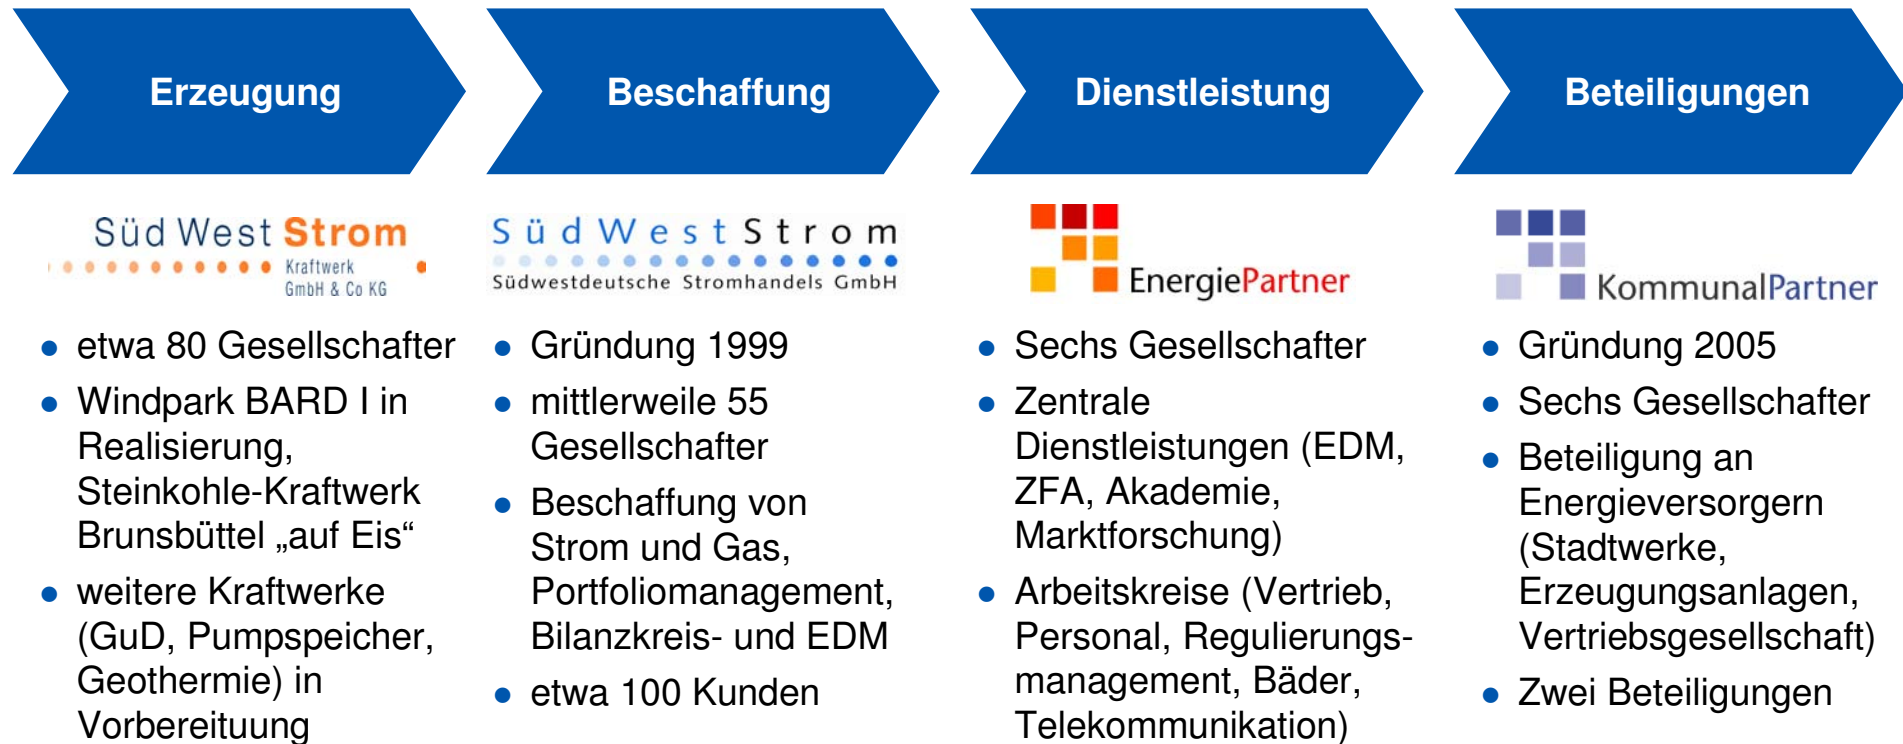 Erzeugung
Beschaffung
Dienstleistung
Beteiligungen
Süd West Strom
Kraftwerk
GmbH & Co KG
• etwa 80 Gesellschafter
• Windpark BARD I in
Realisierung,
Steinkohle-Kraftwerk
Brunsbüttel „auf Eis“
• weitere Kraftwerke
(GuD, Pumpspeicher,
Geothermie) in
Vorbereituung
SüdWestStrom
Südwestdeutsche Stromhandels GmbH
• Gründung 1999
• mittlerweile 55
Gesellschafter
• Beschaffung von
Strom und Gas,
Portfoliomanagement,
Bilanzkreis- und EDM
• etwa 100 Kunden
EnergiePartner
• Sechs Gesellschafter
• Zentrale
Dienstleistungen (EDM,
ZFA, Akademie,
Marktforschung)
• Arbeitskreise (Vertrieb,
Personal, Regulierungs-
management, Bäder,
Telekommunikation)
KommunalPartner
• Gründung 2005
• Sechs Gesellschafter
• Beteiligung an
Energieversorgern
(Stadtwerke,
Erzeugungsanlagen,
Vertriebsgesellschaft)
• Zwei Beteiligungen